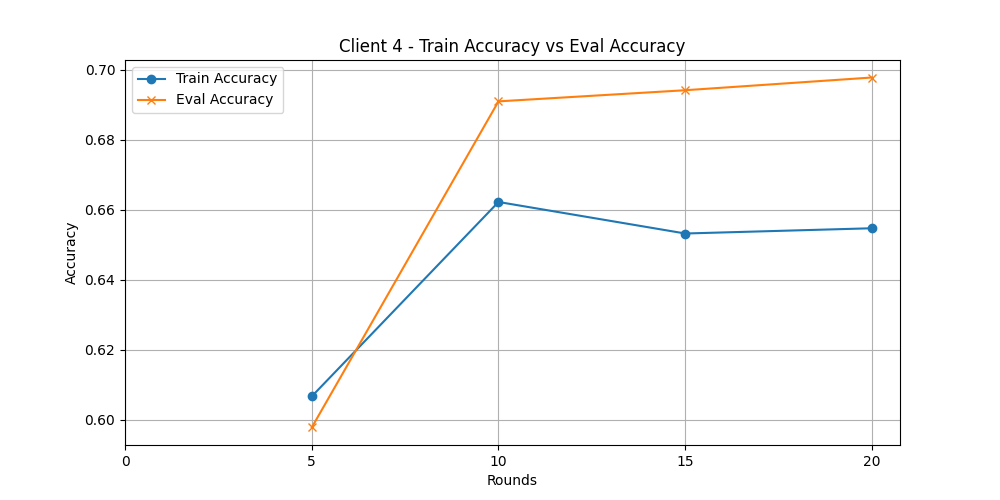 Client 4 - Train Accuracy vs Eval Accuracy
Train Accuracy
Eval Accuracy
0.70
0.68
0.66
0.64
0.62
0.60
Accuracy
0 5 10 15 20
Rounds